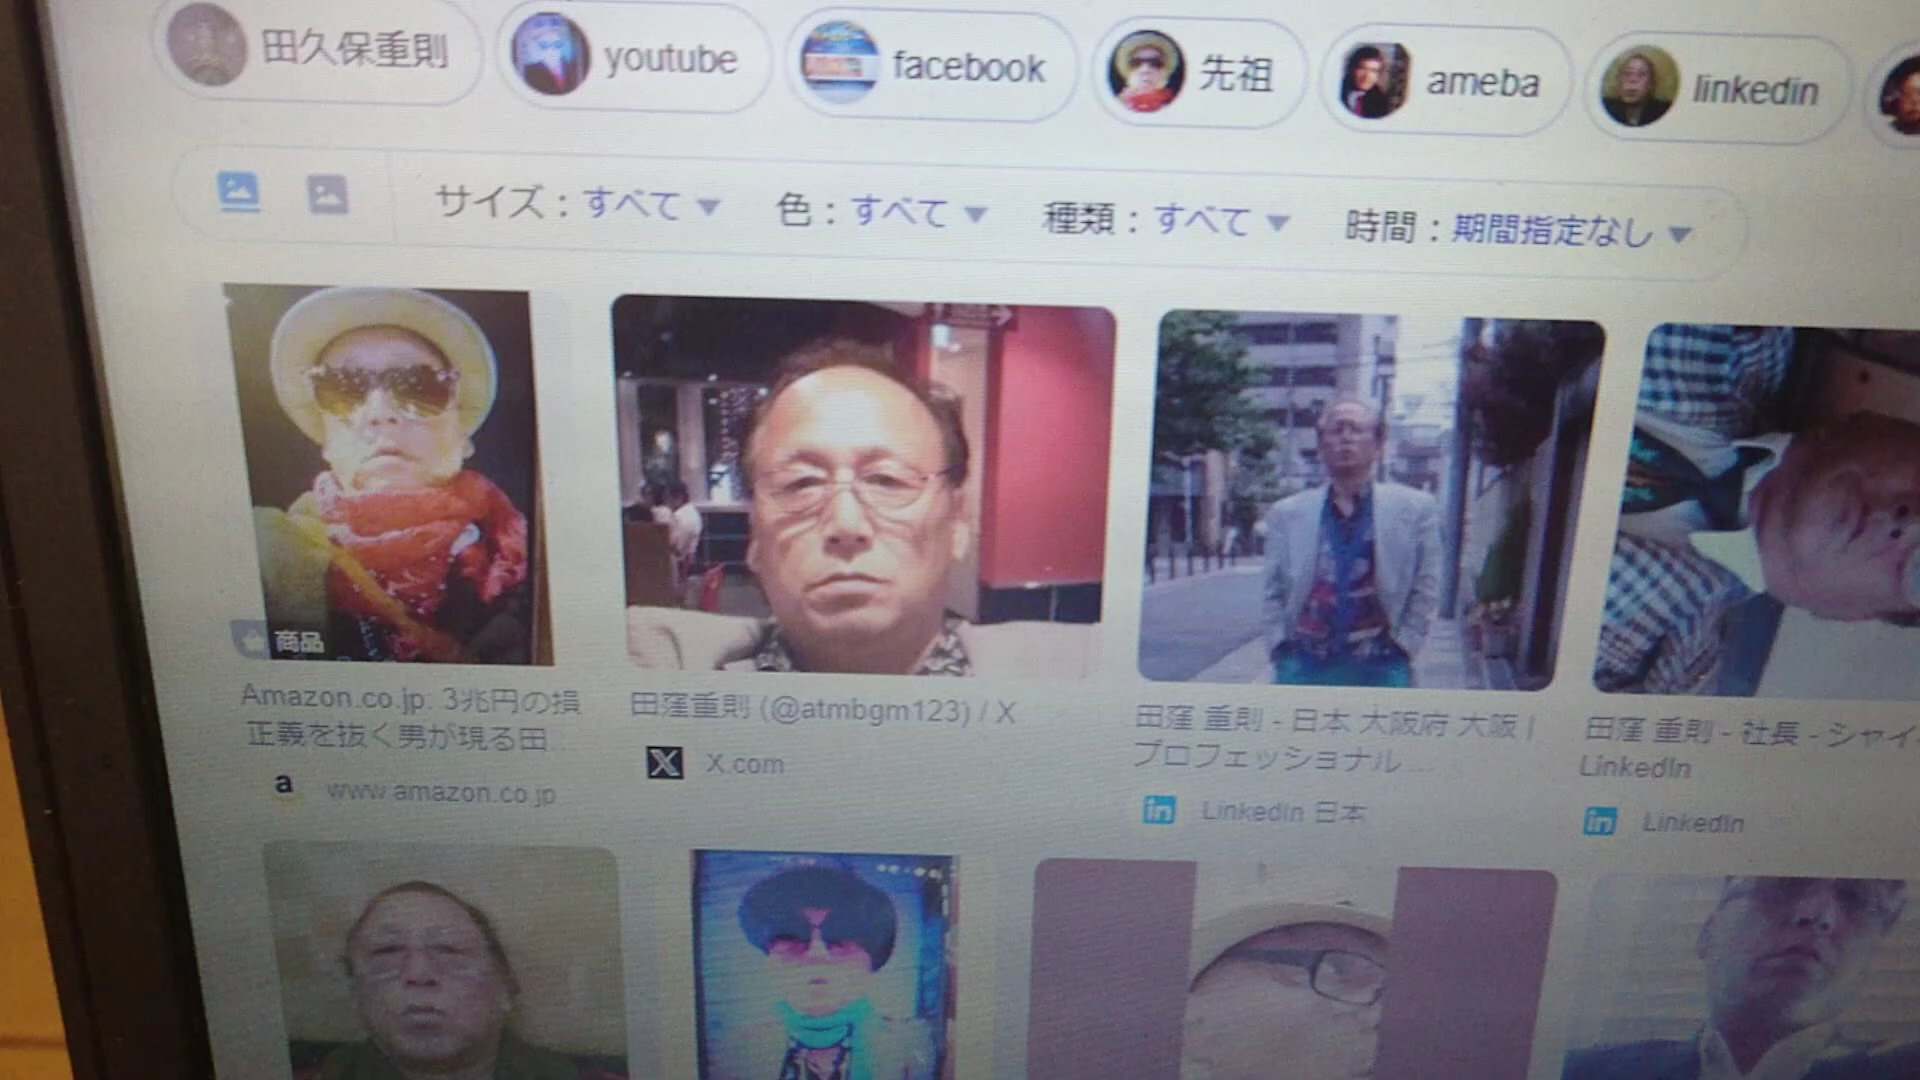 田久保重則
youtube
facebook
先祖
ameba
linkedin
サイズ：すべて ▼
色：すべて ▼
種類：すべて ▼
時間：期間指定なし ▼
商品
Amazon.co.jp: 3兆円の損
正義を抜く男が現る田...
www.amazon.co.jp
田窪重則 (@atmbgm123) / X
X.com
田窪 重則 - 日本 大阪府 大阪 |
プロフェッショナル ...
LinkedIn 日本
田窪 重則 - 社長 - シャイ
LinkedIn
LinkedIn